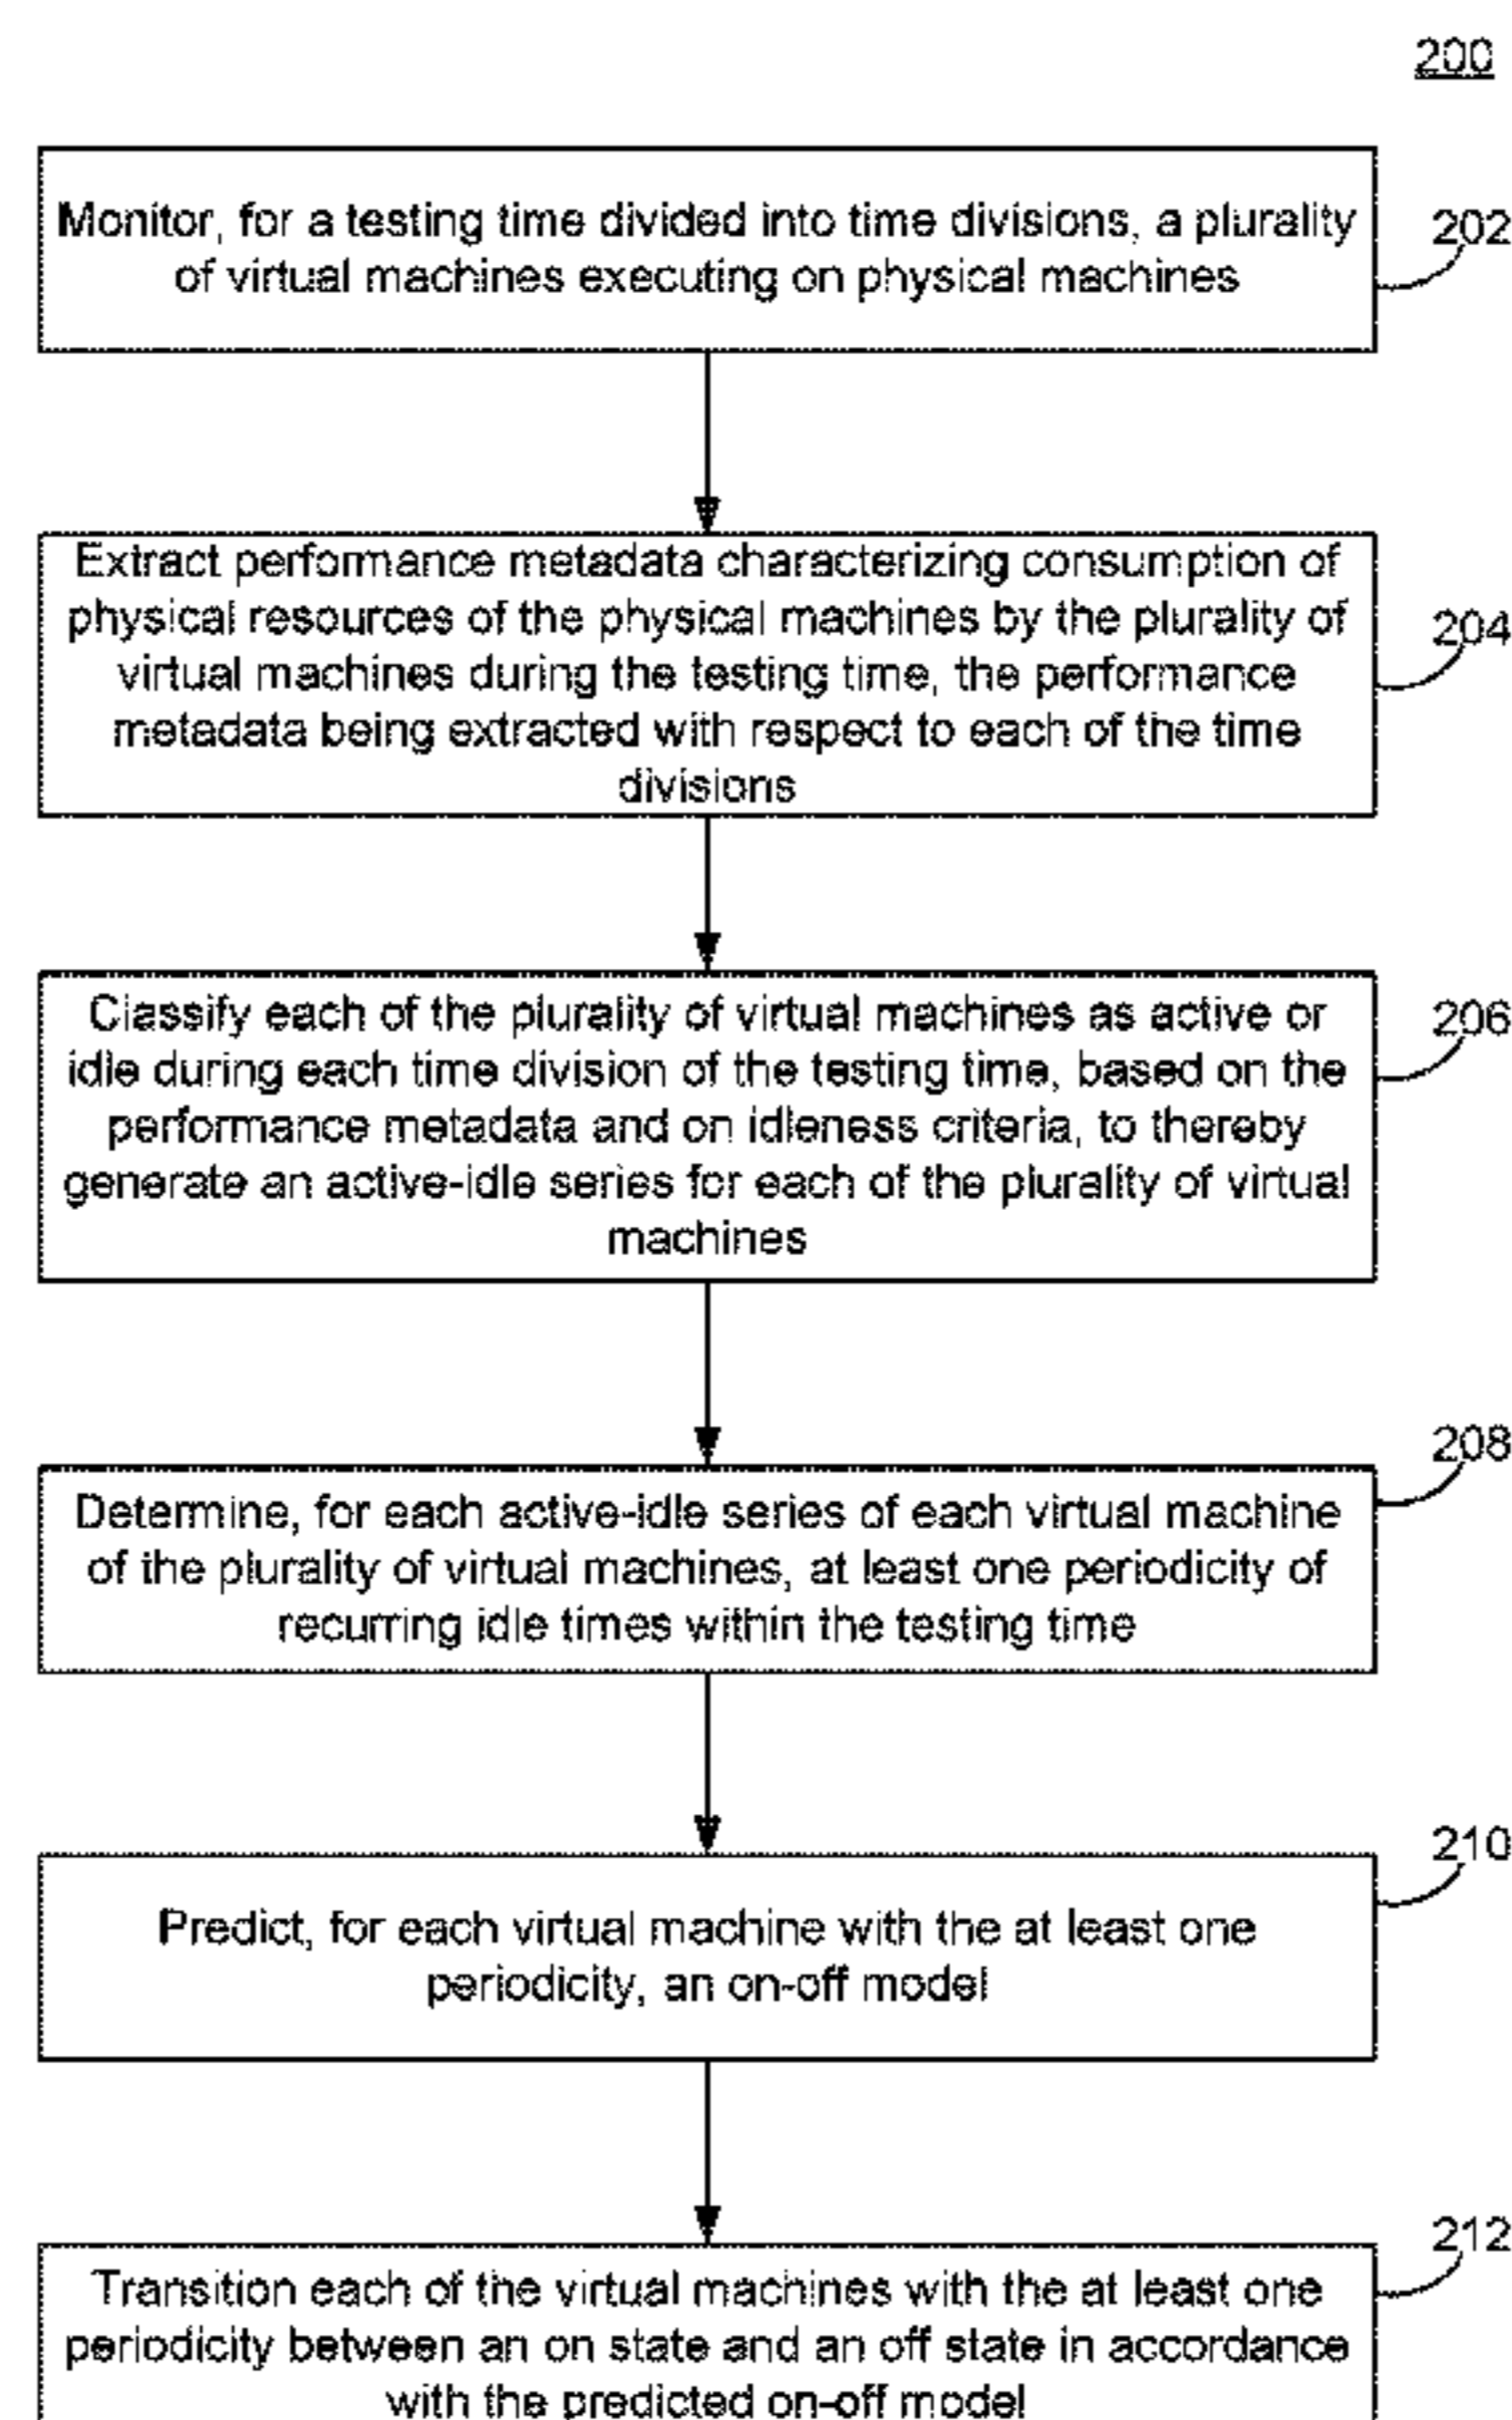 200
Monitor, for a testing time divided into time divisions, a plurality
of virtual machines executing on physical machines
202
Extract performance metadata characterizing consumption of
physical resources of the physical machines by the plurality of
virtual machines during the testing time, the performance
metadata being extracted with respect to each of the time
divisions
204
Classify each of the plurality of virtual machines as active or
idle during each time division of the testing time, based on the
performance metadata and on idleness criteria, to thereby
generate an active-idle series for each of the plurality of virtual
machines
206
Determine, for each active-idle series of each virtual machine
of the plurality of virtual machines, at least one periodicity of
recurring idle times within the testing time
208
Predict, for each virtual machine with the at least one
periodicity, an on-off model
210
Transition each of the virtual machines with the at least one
periodicity between an on state and an off state in accordance
with the predicted on-off model
212